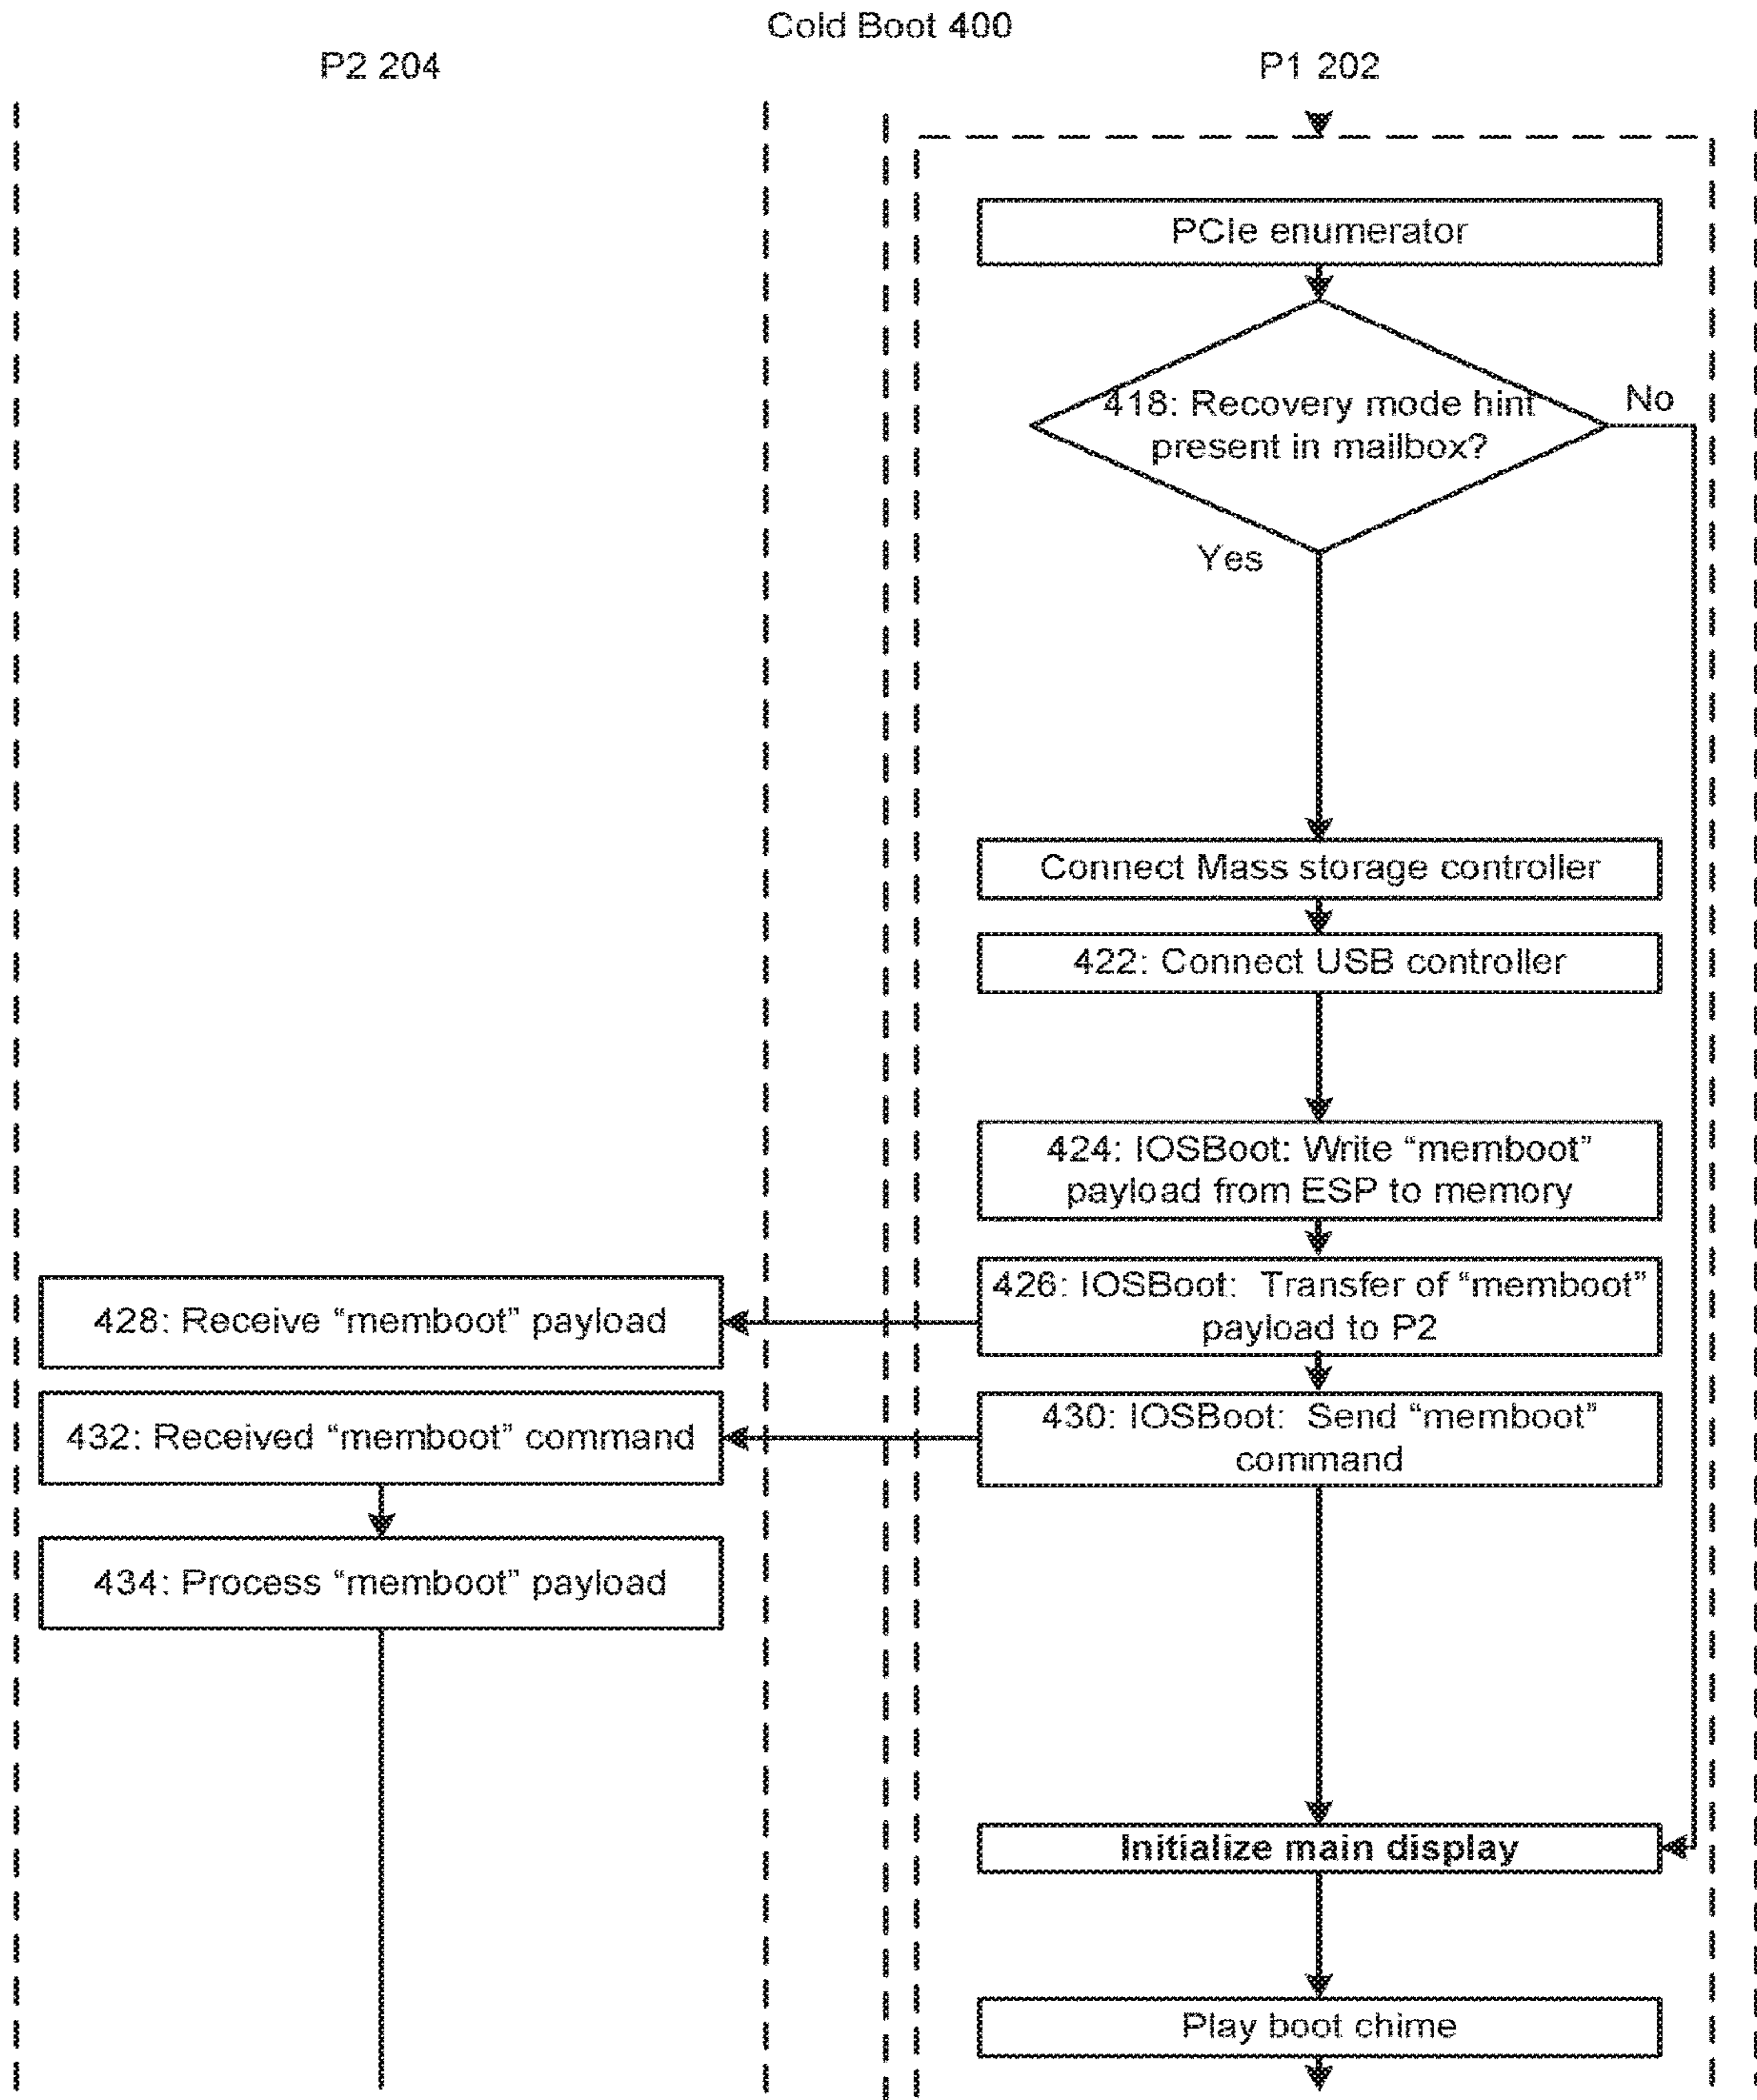 Cold Boot 400
P2 204
P1 202
PCIe enumerator
418: Recovery mode hint
present in mailbox?
No
Yes
Connect Mass storage controller
422: Connect USB controller
424: IOSBoot: Write “memboot”
payload from ESP to memory
426: IOSBoot: Transfer of “memboot”
payload to P2
428: Receive “memboot” payload
430: IOSBoot: Send “memboot”
command
432: Received “memboot” command
434: Process “memboot” payload
Initialize main display
Play boot chime